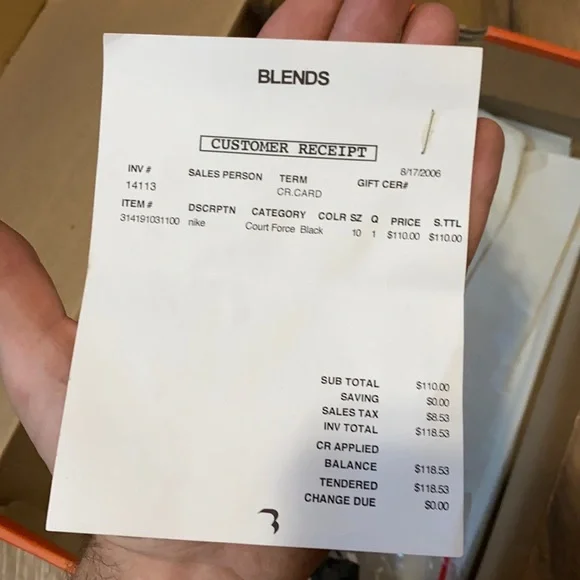 BLENDS
CUSTOMER RECEIPT
8/17/2006
INV # SALES PERSON TERM GIFT CER#
14113 CR.CARD
ITEM # DSCRPTN CATEGORY COLR SZ Q PRICE S.TTL
314191031100 nike Court Force Black 10 1 $110.00 $110.00
SUB TOTAL $110.00
SAVING $0.00
SALES TAX $8.53
INV TOTAL $118.53
CR APPLIED
BALANCE $118.53
TENDERED $118.53
CHANGE DUE $0.00